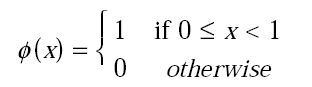 ϕ(x) = { 1 if 0 ≤ x < 1
0 otherwise